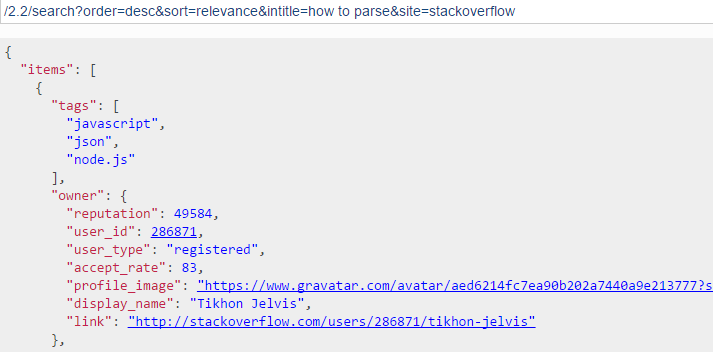 /2.2/search?order=desc&sort=relevance&intitle=how to parse&site=stackoverflow
{
"items": [
{
"tags": [
"javascript",
"json",
"node.js"
],
"owner": {
"reputation": 49584,
"user_id": 286871,
"user_type": "registered",
"accept_rate": 83,
"profile_image": "https://www.gravatar.com/avatar/aed6214fc7ea90b202a7440a9e213777?s
"display_name": "Tikhon Jelvis",
"link": "http://stackoverflow.com/users/286871/tikhon-jelvis"
},